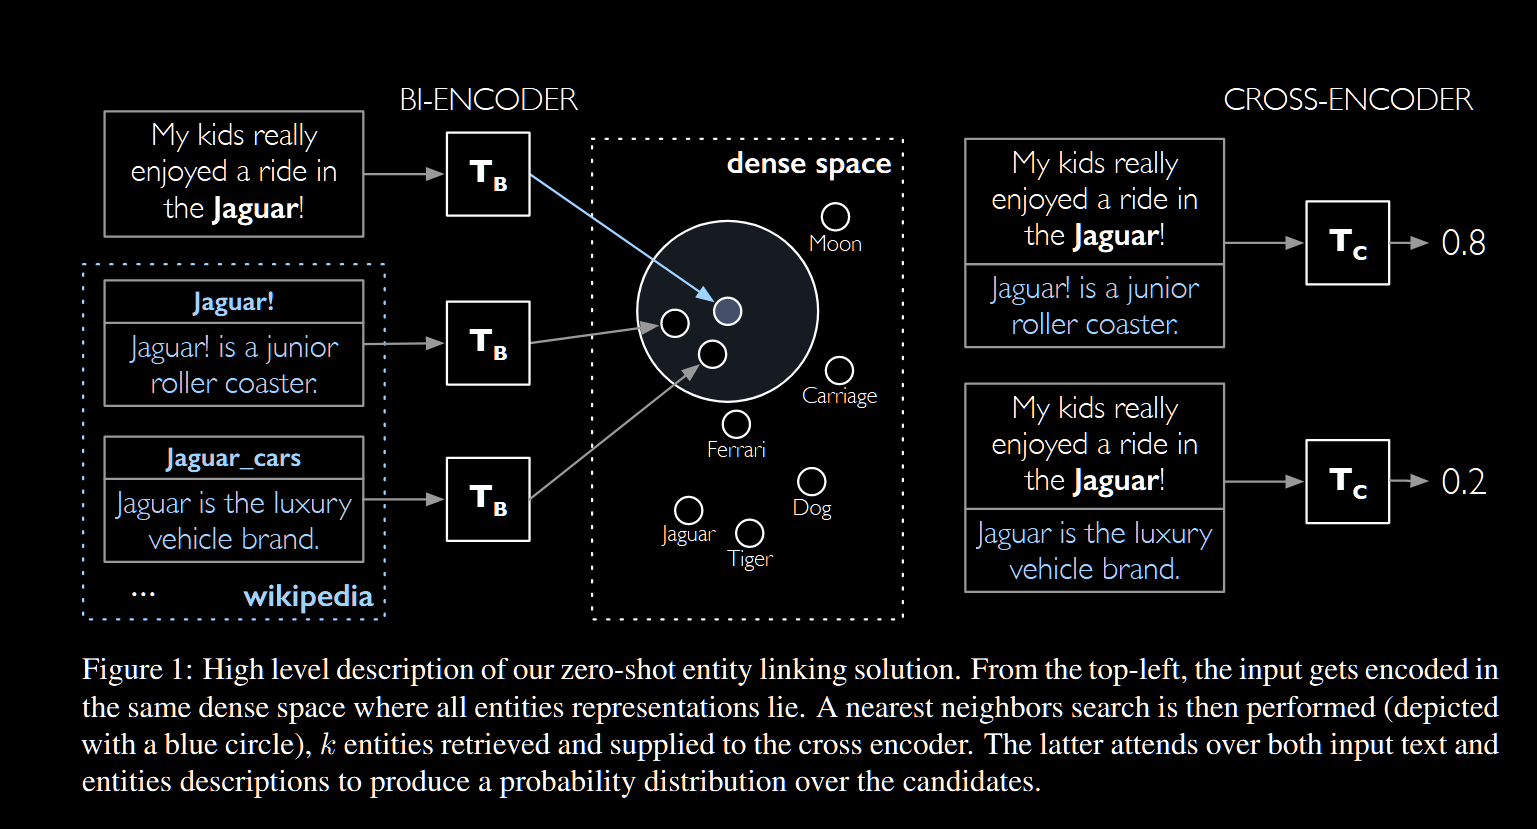 BI-ENCODER
CROSS-ENCODER
My kids really
enjoyed a ride in
the Jaguar!
T_B
Jaguar!
Jaguar! is a junior
roller coaster.
T_B
Jaguar_cars
Jaguar is the luxury
vehicle brand.
T_B
...
wikipedia
dense space
Moon
Carriage
Ferrari
Dog
Jaguar
Tiger
My kids really
enjoyed a ride in
the Jaguar!
Jaguar! is a junior
roller coaster.
T_C
0.8
My kids really
enjoyed a ride in
the Jaguar!
Jaguar is the luxury
vehicle brand.
T_C
0.2
Figure 1: High level description of our zero-shot entity linking solution. From the top-left, the input gets encoded in
the same dense space where all entities representations lie. A nearest neighbors search is then performed (depicted
with a blue circle), k entities retrieved and supplied to the cross encoder. The latter attends over both input text and
entities descriptions to produce a probability distribution over the candidates.